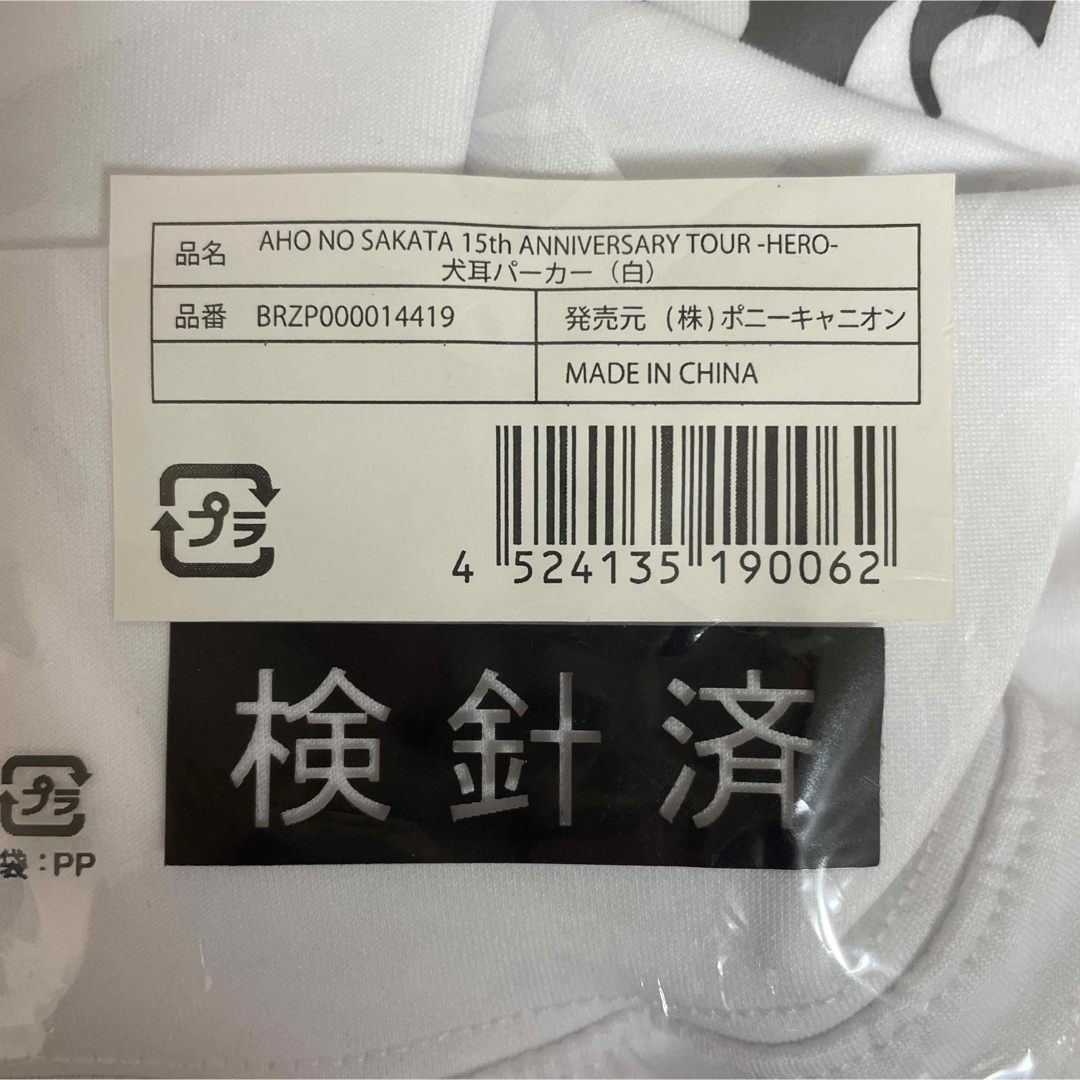 品名 AHO NO SAKATA 15th ANNIVERSARY TOUR -HERO-
犬耳パーカー（白）
品番 BRZP000014419 発売元 (株)ポニーキャニオン
MADE IN CHINA
プラ
4 524135 190062
検針済
プラ
袋：PP